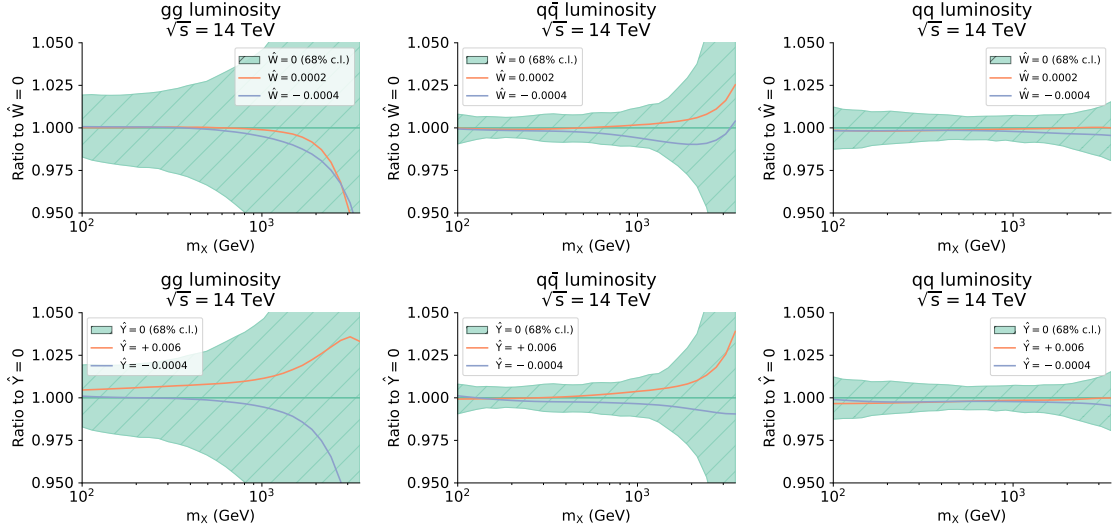 gg luminosity
√s = 14 TeV
1.050
1.025
1.000
0.975
0.950
Ratio to Ŵ = 0
Ŵ = 0 (68% c.l.)
Ŵ = 0.0002
Ŵ = −0.0004
10²
10³
mX (GeV)
qq̄ luminosity
√s = 14 TeV
1.050
1.025
1.000
0.975
0.950
Ratio to Ŵ = 0
Ŵ = 0 (68% c.l.)
Ŵ = 0.0002
Ŵ = −0.0004
10²
10³
mX (GeV)
qq luminosity
√s = 14 TeV
1.050
1.025
1.000
0.975
0.950
Ratio to Ŵ = 0
Ŵ = 0 (68% c.l.)
Ŵ = 0.0002
Ŵ = −0.0004
10²
10³
mX (GeV)
gg luminosity
√s = 14 TeV
1.050
1.025
1.000
0.975
0.950
Ratio to Ŷ = 0
Ŷ = 0 (68% c.l.)
Ŷ = +0.006
Ŷ = −0.0004
10²
10³
mX (GeV)
qq̄ luminosity
√s = 14 TeV
1.050
1.025
1.000
0.975
0.950
Ratio to Ŷ = 0
Ŷ = 0 (68% c.l.)
Ŷ = +0.006
Ŷ = −0.0004
10²
10³
mX (GeV)
qq luminosity
√s = 14 TeV
1.050
1.025
1.000
0.975
0.950
Ratio to Ŷ = 0
Ŷ = 0 (68% c.l.)
Ŷ = +0.006
Ŷ = −0.0004
10²
10³
mX (GeV)